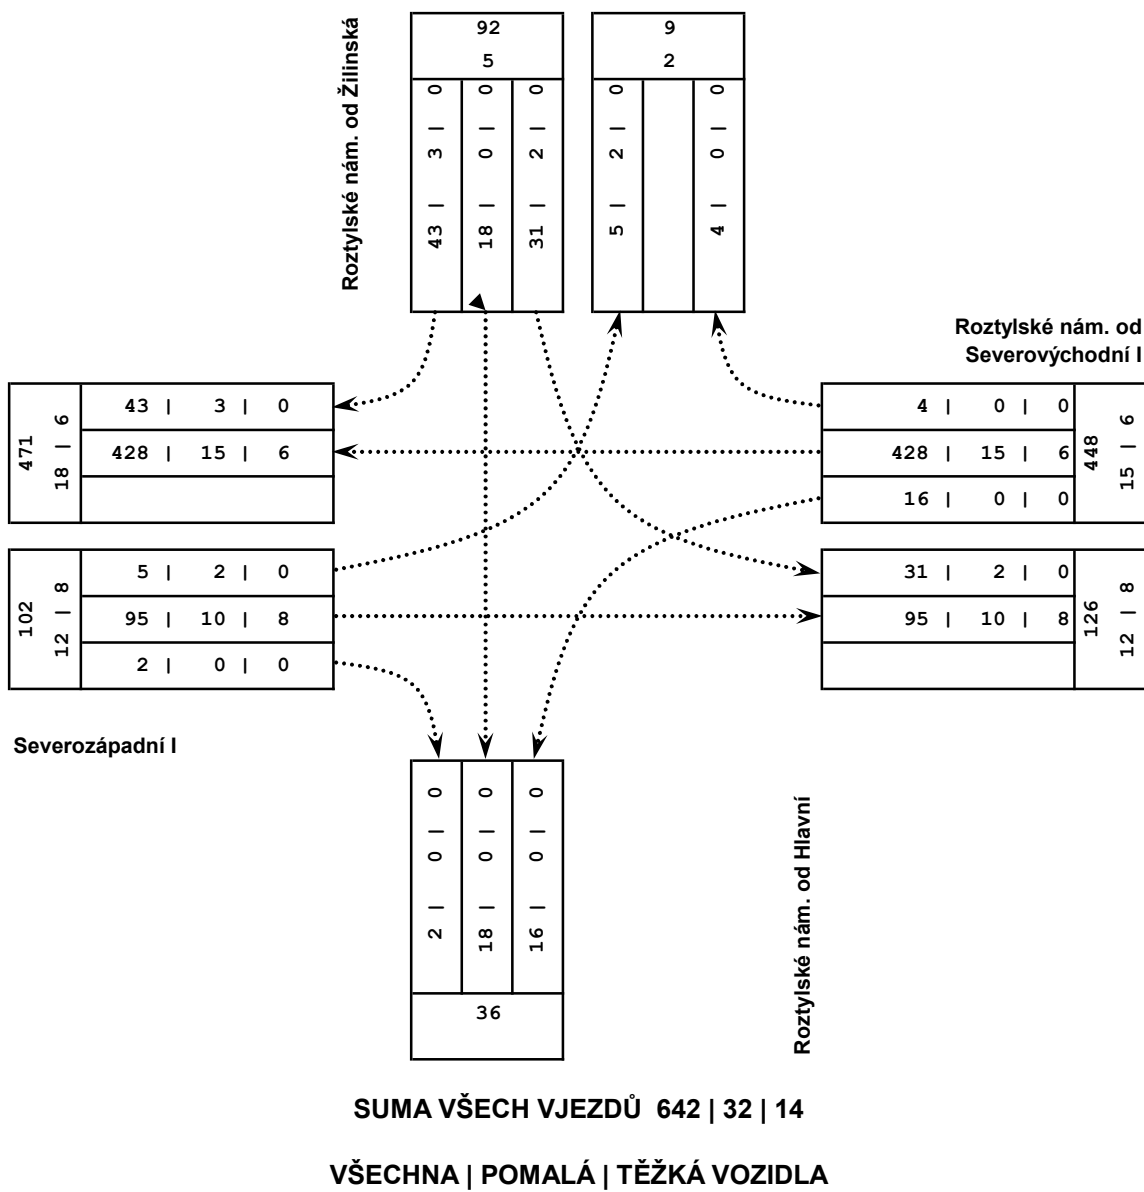 Roztylské nám. od Žilinská
92
5
43 | 3 | 0
18 | 0 | 0
31 | 2 | 0
9
2
5 | 2 | 0
4 | 0 | 0
Roztylské nám. od
Severovýchodní I
471
18 | 6
43 | 3 | 0
428 | 15 | 6
4 | 0 | 0
428 | 15 | 6
16 | 0 | 0
448
15 | 6
102
12 | 8
5 | 2 | 0
95 | 10 | 8
2 | 0 | 0
31 | 2 | 0
95 | 10 | 8
126
12 | 8
Severozápadní I
2 | 0 | 0
18 | 0 | 0
16 | 0 | 0
36
Roztylské nám. od Hlavní
SUMA VŠECH VJEZDŮ 642 | 32 | 14
VŠECHNA | POMALÁ | TĚŽKÁ VOZIDLA